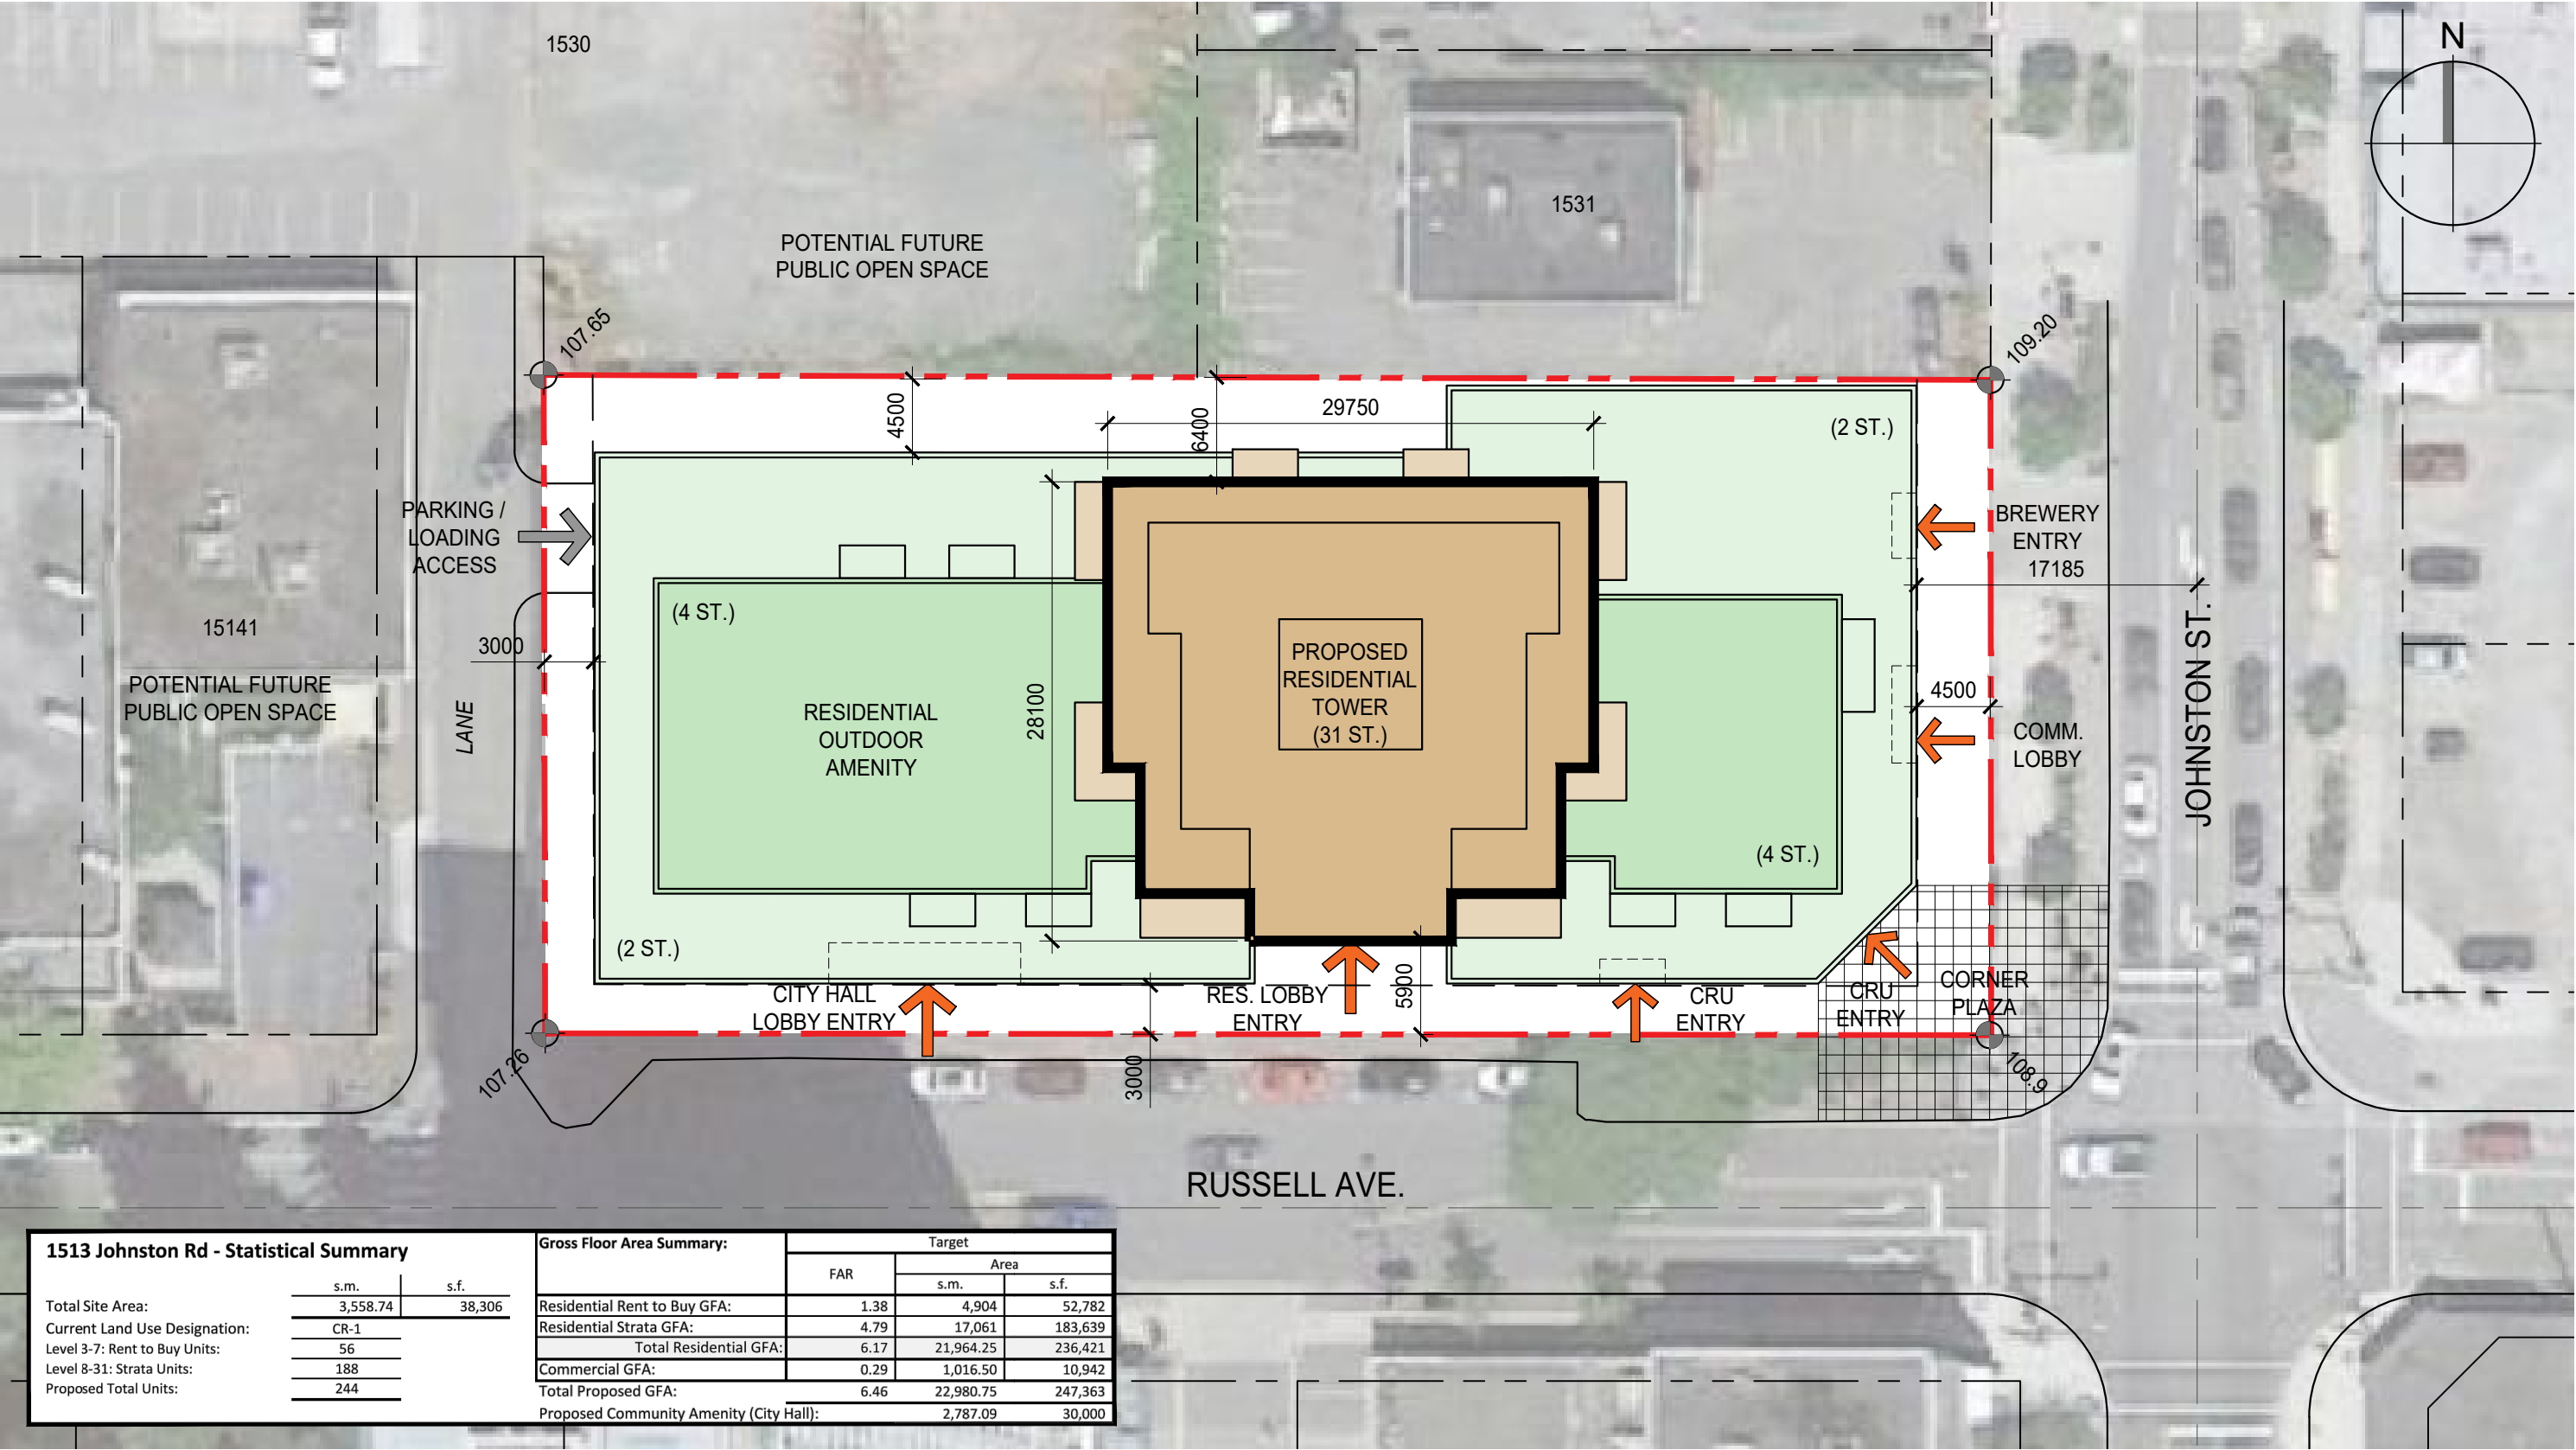 1530
N
1531
POTENTIAL FUTURE
PUBLIC OPEN SPACE
107.65
109.20
4500
6400
29750
(2 ST.)
PARKING /
LOADING
ACCESS
BREWERY
ENTRY
17185
(4 ST.)
15141
3000
POTENTIAL FUTURE
PUBLIC OPEN SPACE
LANE
RESIDENTIAL
OUTDOOR
AMENITY
28100
PROPOSED
RESIDENTIAL
TOWER
(31 ST.)
4500
COMM.
LOBBY
JOHNSTON ST.
(4 ST.)
(2 ST.)
CITY HALL
LOBBY ENTRY
RES. LOBBY
ENTRY
5900
CRU
ENTRY
CRU
ENTRY
CORNER
PLAZA
107.26
3000
108.9
RUSSELL AVE.
1513 Johnston Rd - Statistical Summary
s.m. s.f.
Total Site Area: 3,558.74 38,306
Current Land Use Designation: CR-1
Level 3-7: Rent to Buy Units: 56
Level 8-31: Strata Units: 188
Proposed Total Units: 244
Gross Floor Area Summary: Target
FAR Area
s.m. s.f.
Residential Rent to Buy GFA: 1.38 4,904 52,782
Residential Strata GFA: 4.79 17,061 183,639
Total Residential GFA: 6.17 21,964.25 236,421
Commercial GFA: 0.29 1,016.50 10,942
Total Proposed GFA: 6.46 22,980.75 247,363
Proposed Community Amenity (City Hall): 2,787.09 30,000